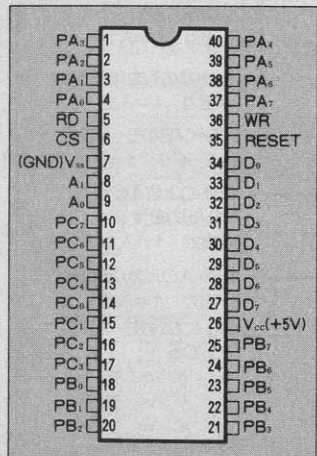 PA₃ 1 40 PA₄
PA₂ 2 39 PA₅
PA₁ 3 38 PA₆
PA₀ 4 37 PA₇
R̅D̅ 5 36 W̅R̅
C̅S̅ 6 35 RESET
(GND)Vss 7 34 D₀
A₁ 8 33 D₁
A₀ 9 32 D₂
PC₇ 10 31 D₃
PC₆ 11 30 D₄
PC₅ 12 29 D₅
PC₄ 13 28 D₆
PC₀ 14 27 D₇
PC₁ 15 26 Vcc(+5V)
PC₂ 16 25 PB₇
PC₃ 17 24 PB₆
PB₀ 18 23 PB₅
PB₁ 19 22 PB₄
PB₂ 20 21 PB₃